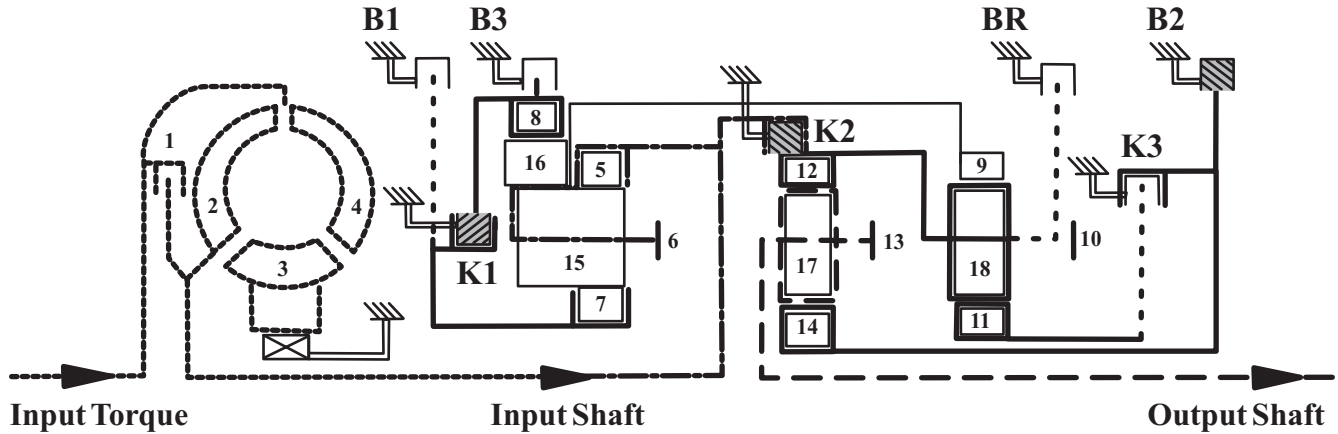 B1 B3 BR B2
1 8 K2 K3
16 5 12 9
2 4
6 13 10
3 15 17 18
K1
7 14 11
Input Torque Input Shaft Output Shaft